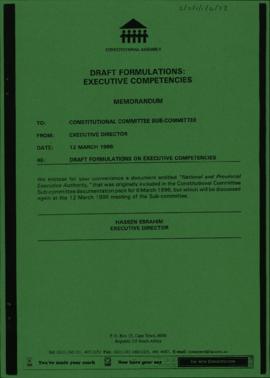 CONSTITUTIONAL ASSEMBLY
DRAFT FORMULATIONS:
EXECUTIVE COMPETENCIES
MEMORANDUM
TO: CONSTITUTIONAL COMMITTEE SUB-COMMITTEE
FROM: EXECUTIVE DIRECTOR
DATE: 12 MARCH 1996
RE: DRAFT FORMULATIONS ON EXECUTIVE COMPETENCIES
We enclose for your convenience a document entitled "National and Provincial
Executive Authority," that was originally included in the Constitutional Committee
Sub-committee documentation pack for 6 March 1996, but which will be discussed
again at the 12 March 1996 meeting of the Sub-committee.
HASSEN EBRAHIM
EXECUTIVE DIRECTOR
P. O. Box 15, Cape Town, 8000
Republic Of South Africa
You've made your mark Now have your say THE NEW CONSTITUTION